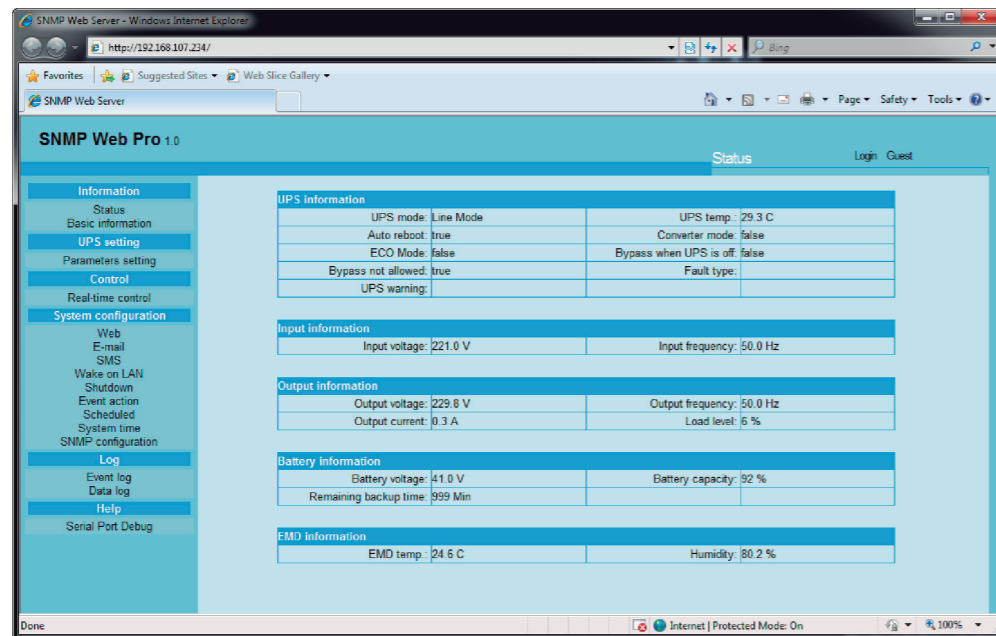 SNMP Web Server - Windows Internet Explorer
http://192.168.107.234/
Bing
Favorites Suggested Sites Web Slice Gallery
SNMP Web Server
Page Safety Tools
SNMP Web Pro 1.0
Status
Login Guest
Information
Status
Basic information
UPS setting
Parameters setting
Control
Real-time control
System configuration
Web
E-mail
SMS
Wake on LAN
Shutdown
Event action
Scheduled
System time
SNMP configuration
Log
Event log
Data log
Help
Serial Port Debug
UPS information
UPS mode: Line Mode UPS temp.: 29.3 C
Auto reboot: true Converter mode: false
ECO Mode: false Bypass when UPS is off: false
Bypass not allowed: true Fault type:
UPS warning:
Input information
Input voltage: 221.0 V Input frequency: 50.0 Hz
Output information
Output voltage: 229.8 V Output frequency: 50.0 Hz
Output current: 0.3 A Load level: 6 %
Battery information
Battery voltage: 41.0 V Battery capacity: 92 %
Remaining backup time: 999 Min
EMD information
EMD temp.: 24.6 C Humidity: 80.2 %
Done
Internet | Protected Mode: On
100%